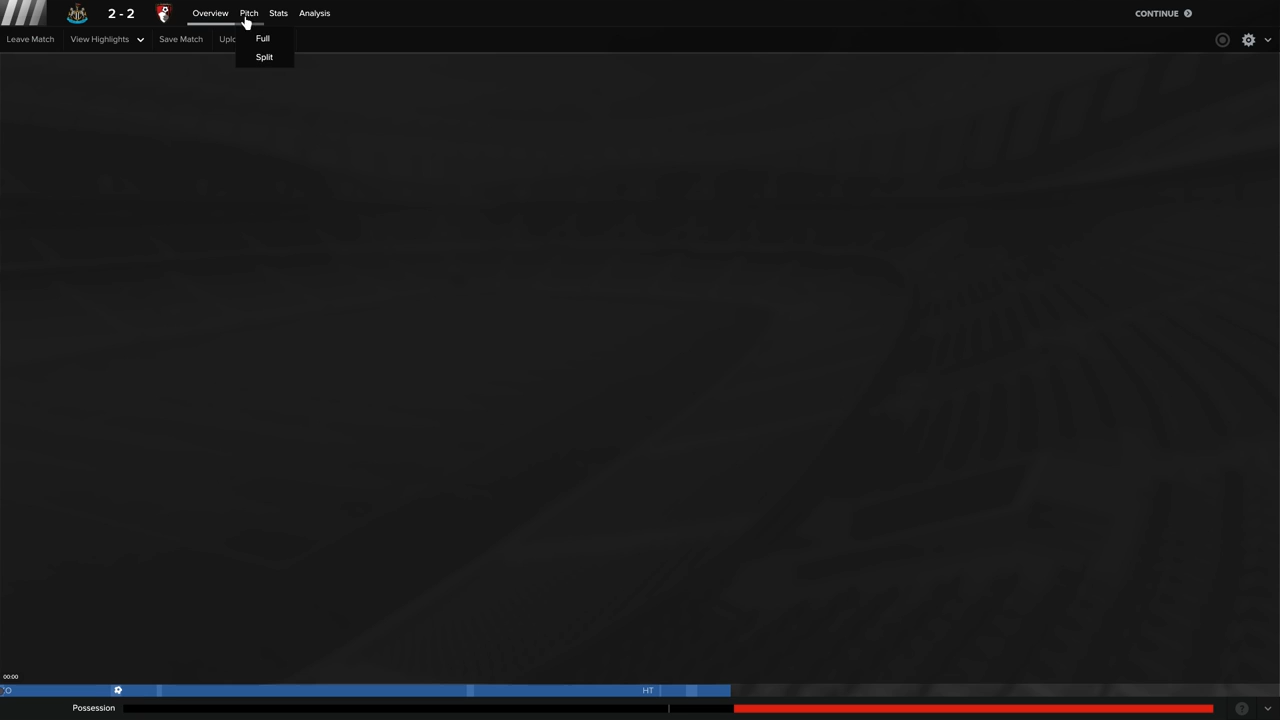 2 - 2
Overview Pitch Stats Analysis
CONTINUE
Leave Match View Highlights Save Match
Full
Split
00:00
HT
Possession
?